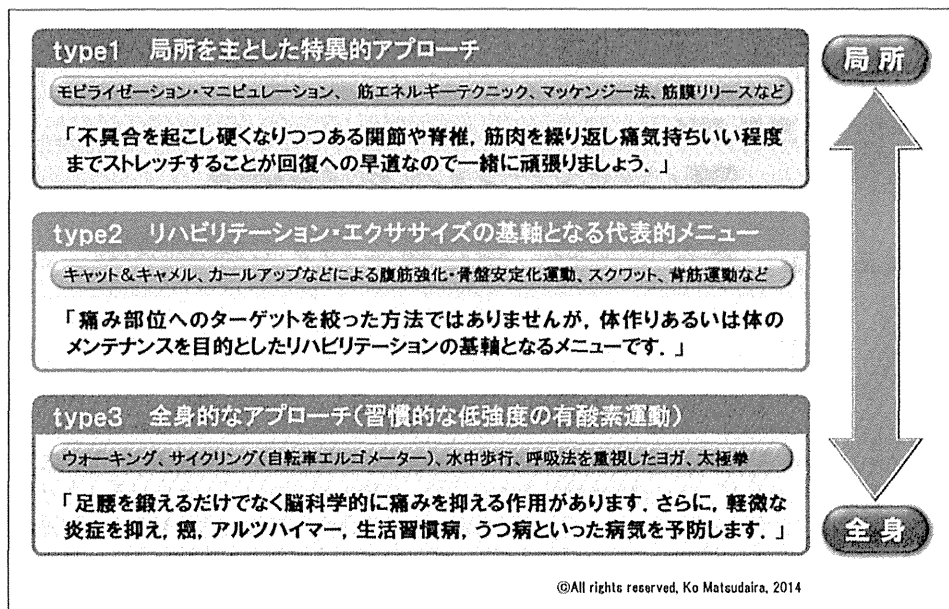 type1 局所を主とした特異的アプローチ
局所
モビライゼーション・マニピュレーション、 筋エネルギーテクニック、マッケンジー法、筋膜リリースなど
「不具合を起こし硬くなりつつある関節や脊椎，筋肉を繰り返し痛気持ちいい程度
までストレッチすることが回復への早道なので一緒に頑張りましょう．」
type2 リハビリテーション・エクササイズの基軸となる代表的メニュー
キャット＆キャメル、カールアップなどによる腹筋強化・骨盤安定化運動、スクワット、背筋運動など
「痛み部位へのターゲットを絞った方法ではありませんが，体作りあるいは体の
メンテナンスを目的としたリハビリテーションの基軸となるメニューです．」
type3 全身的なアプローチ（習慣的な低強度の有酸素運動）
ウォーキング、サイクリング（自転車エルゴメーター）、水中歩行、呼吸法を重視したヨガ、太極拳
「足腰を鍛えるだけでなく脳科学的に痛みを抑える作用があります．さらに，軽微な
炎症を抑え，癌，アルツハイマー，生活習慣病，うつ病といった病気を予防します．」
全身
©All rights reserved, Ko Matsudaira, 2014